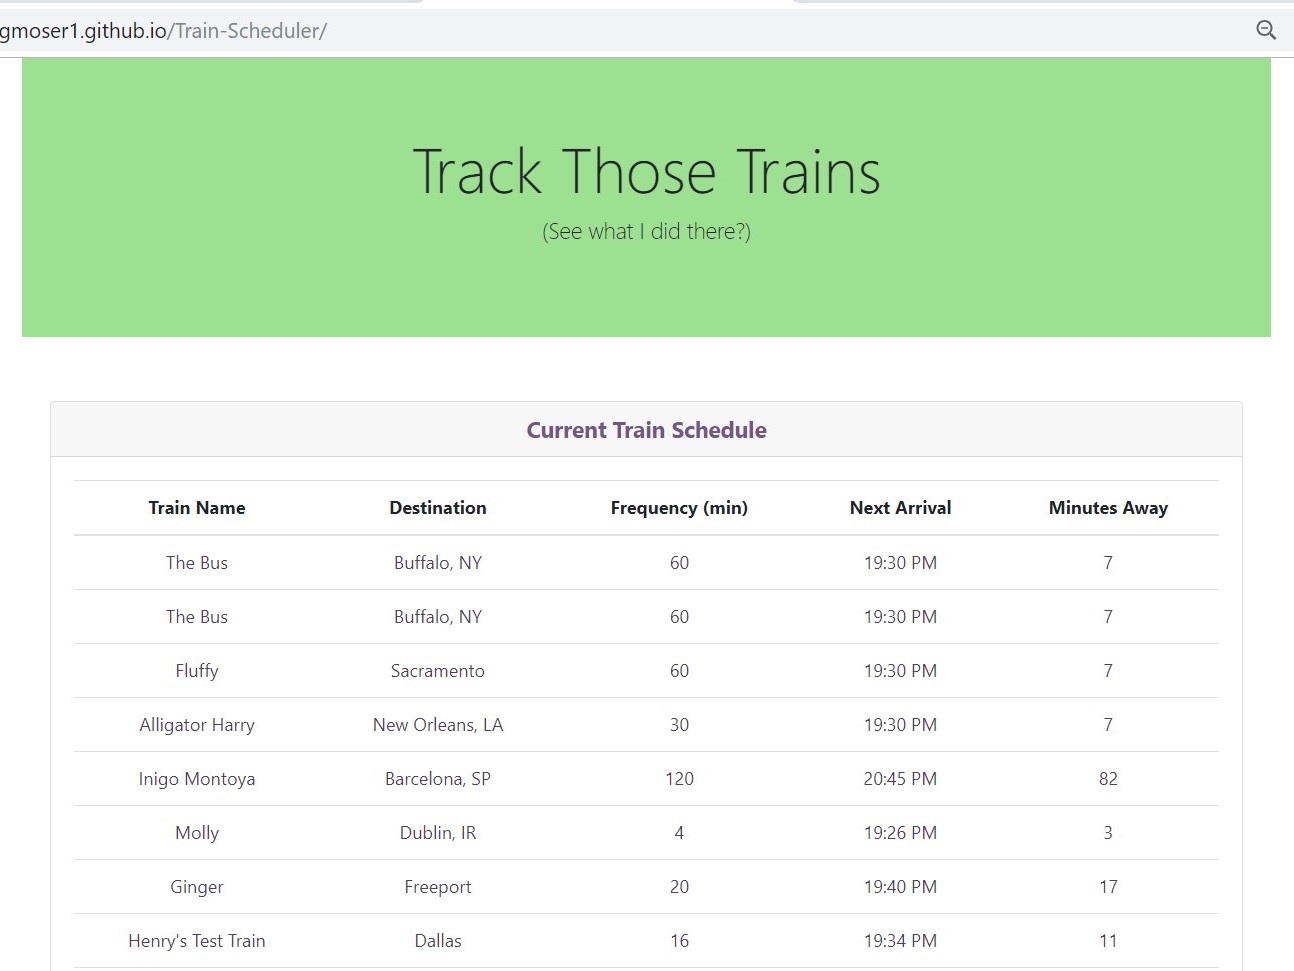 gmoser1.github.io/Train-Scheduler/
Track Those Trains
(See what I did there?)
Current Train Schedule
Train Name Destination Frequency (min) Next Arrival Minutes Away
The Bus Buffalo, NY 60 19:30 PM 7
The Bus Buffalo, NY 60 19:30 PM 7
Fluffy Sacramento 60 19:30 PM 7
Alligator Harry New Orleans, LA 30 19:30 PM 7
Inigo Montoya Barcelona, SP 120 20:45 PM 82
Molly Dublin, IR 4 19:26 PM 3
Ginger Freeport 20 19:40 PM 17
Henry's Test Train Dallas 16 19:34 PM 11